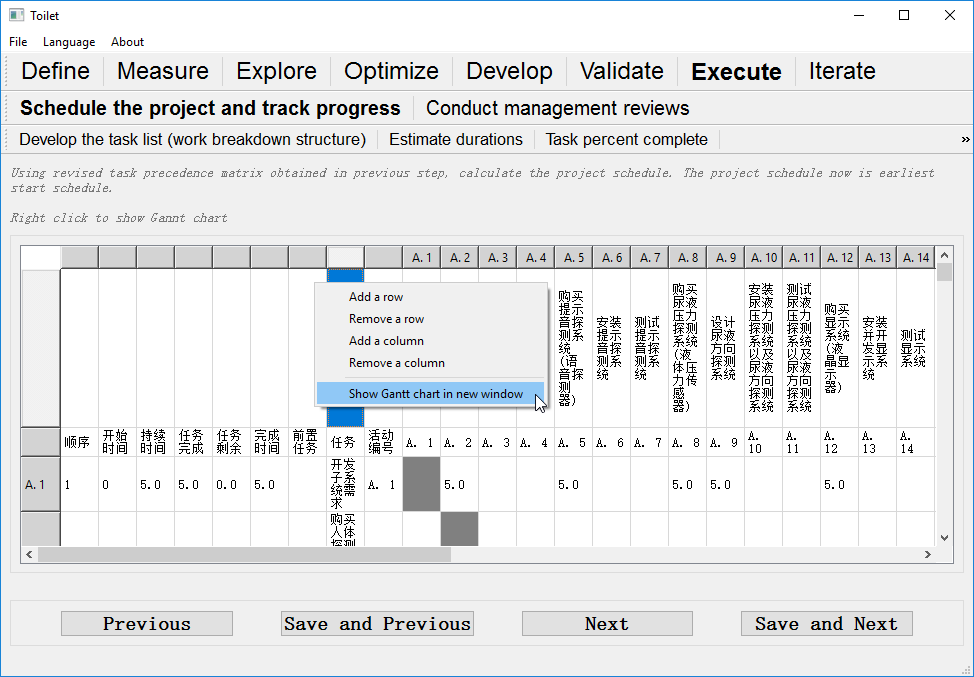 Toilet
File Language About
Define Measure Explore Optimize Develop Validate Execute Iterate
Schedule the project and track progress Conduct management reviews
Develop the task list (work breakdown structure) Estimate durations Task percent complete »
Using revised task precedence matrix obtained in previous step, calculate the project schedule. The project schedule now is earliest
start schedule.
Right click to show Gannt chart
A. 1 A. 2 A. 3 A. 4 A. 5 A. 6 A. 7 A. 8 A. 9 A. 10 A. 11 A. 12 A. 13 A. 14
Add a row
Remove a row
Add a column
Remove a column
Show Gantt chart in new window
购买提示音探测系统(语音探测器)
安装提示音探测系统
测试提示音探测系统
购买尿液压力探测系统(液体压力传感器)
设计尿液方向探测系统
安装尿液压力探测系统以及尿液方向探测系统
测试尿液压力探测系统以及尿液方向探测系统
购买显示系统(液晶显示器)
安装并开发显示系统
测试显示系统
顺序 开始时间 持续时间 任务完成 任务剩余 完成时间 前置任务 任务 活动编号 A. 1 A. 2 A. 3 A. 4 A. 5 A. 6 A. 7 A. 8 A. 9 A. 10 A. 11 A. 12 A. 13 A. 14
A. 1 1 0 5.0 5.0 0.0 5.0 开发子系统需求 A. 1 5.0 5.0 5.0 5.0 5.0
购买人体探测
Previous Save and Previous Next Save and Next